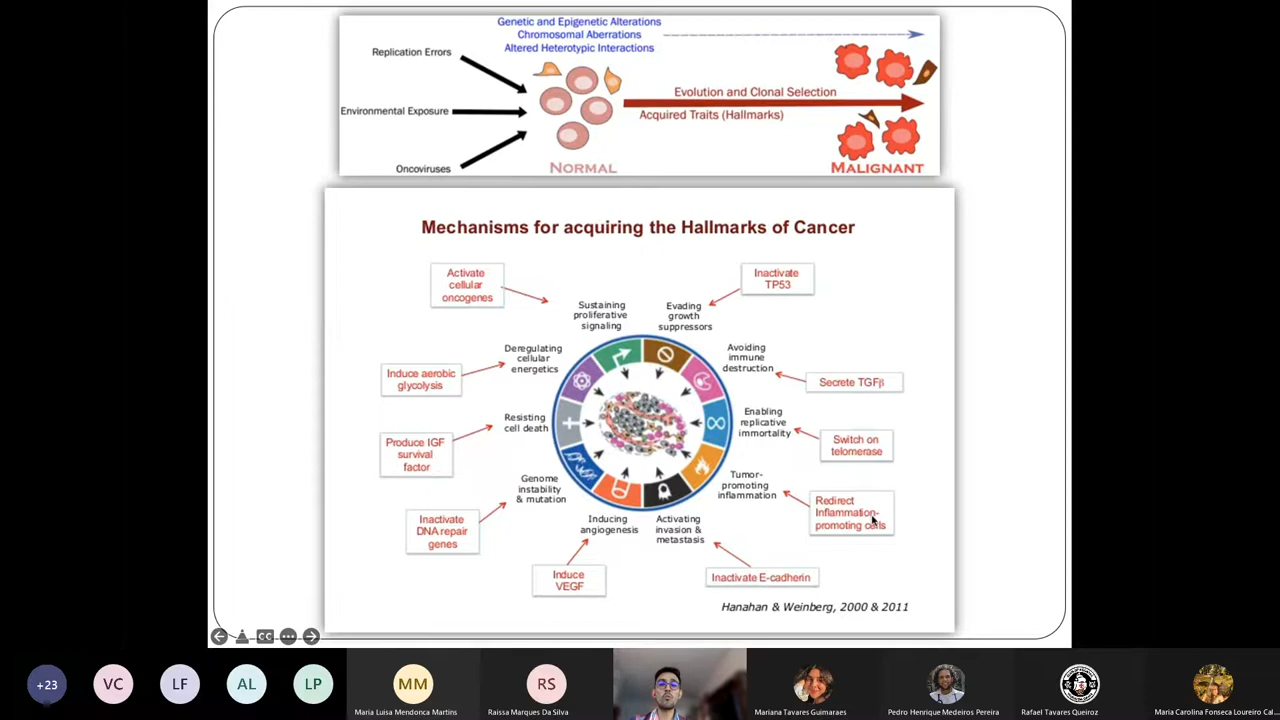 Genetic and Epigenetic Alterations
Chromosomal Aberrations
Altered Heterotypic Interactions
Replication Errors
Environmental Exposure
Oncoviruses
NORMAL
Evolution and Clonal Selection
Acquired Traits (Hallmarks)
MALIGNANT
Mechanisms for acquiring the Hallmarks of Cancer
Activate
cellular
oncogenes
Inactivate
TP53
Sustaining
proliferative
signaling
Evading
growth
suppressors
Deregulating
cellular
energetics
Avoiding
immune
destruction
Induce aerobic
glycolysis
Secrete TGFβ
Resisting
cell death
Enabling
replicative
immortality
Produce IGF
survival
factor
Switch on
telomerase
Genome
instability
& mutation
Tumor-
promoting
inflammation
Redirect
Inflammation-
promoting cells
Inactivate
DNA repair
genes
Inducing
angiogenesis
Activating
invasion &
metastasis
Induce
VEGF
Inactivate E-cadherin
Hanahan & Weinberg, 2000 & 2011
CC
+23
VC
LF
AL
LP
MM
RS
Maria Luisa Mendonca Martins
Raissa Marques Da Silva
Mariana Tavares Guimaraes
Pedro Henrique Medeiros Pereira
Rafael Tavares Queiroz
Maria Carolina Fonseca Loureiro Cal